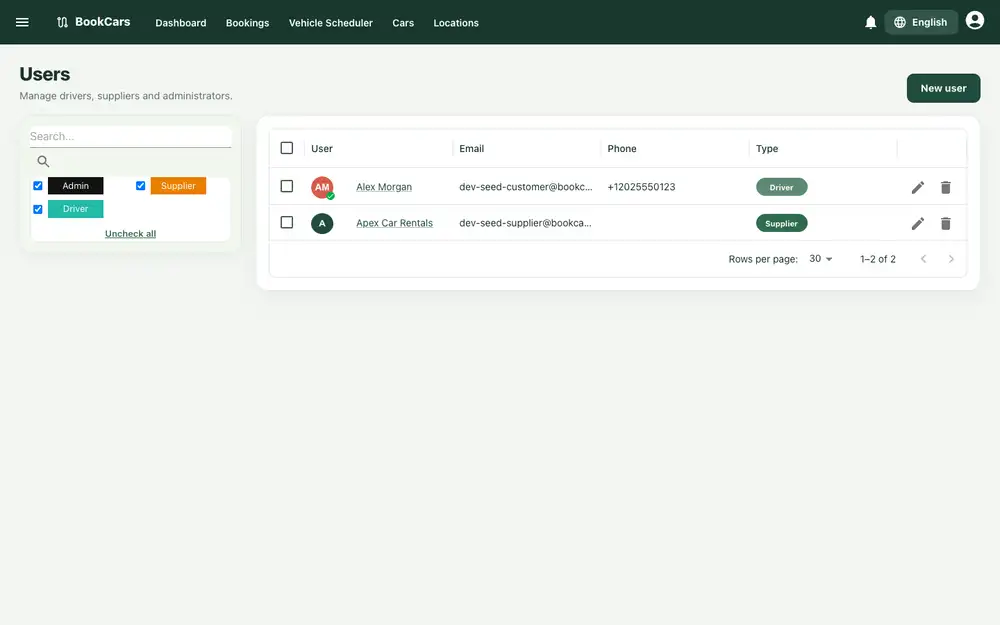 BookCars
Dashboard
Bookings
Vehicle Scheduler
Cars
Locations
English
Users
Manage drivers, suppliers and administrators.
New user
Search...
Admin
Supplier
Driver
Uncheck all
User Email Phone Type
AM Alex Morgan dev-seed-customer@bookc... +12025550123 Driver
A Apex Car Rentals dev-seed-supplier@bookca... Supplier
Rows per page: 30 1–2 of 2